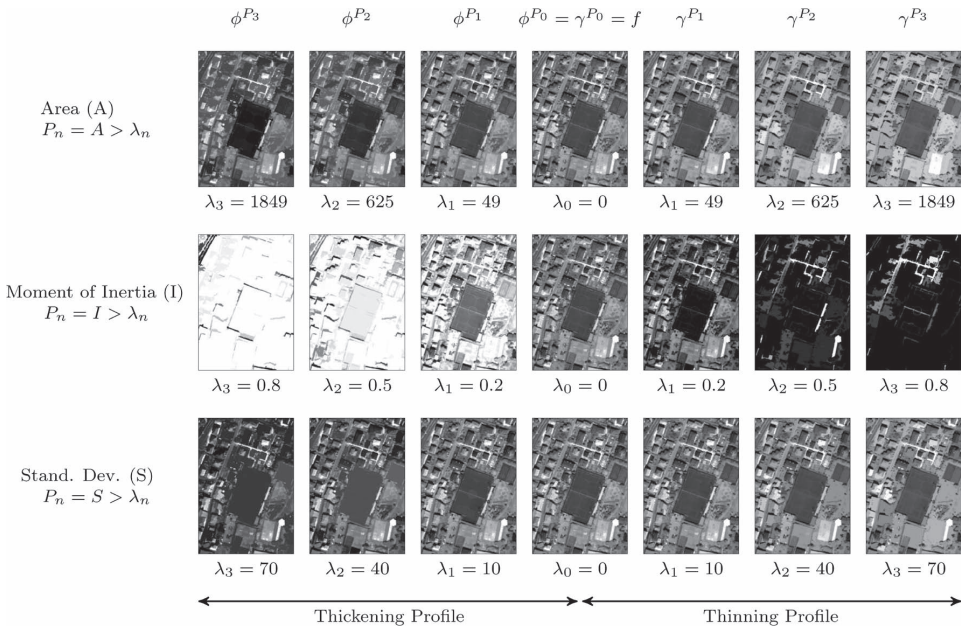 ϕ^{P_3} ϕ^{P_2} ϕ^{P_1} ϕ^{P_0} = γ^{P_0} = f γ^{P_1} γ^{P_2} γ^{P_3}
Area (A)
P_n = A > λ_n
λ_3 = 1849 λ_2 = 625 λ_1 = 49 λ_0 = 0 λ_1 = 49 λ_2 = 625 λ_3 = 1849
Moment of Inertia (I)
P_n = I > λ_n
λ_3 = 0.8 λ_2 = 0.5 λ_1 = 0.2 λ_0 = 0 λ_1 = 0.2 λ_2 = 0.5 λ_3 = 0.8
Stand. Dev. (S)
P_n = S > λ_n
λ_3 = 70 λ_2 = 40 λ_1 = 10 λ_0 = 0 λ_1 = 10 λ_2 = 40 λ_3 = 70
Thickening Profile Thinning Profile